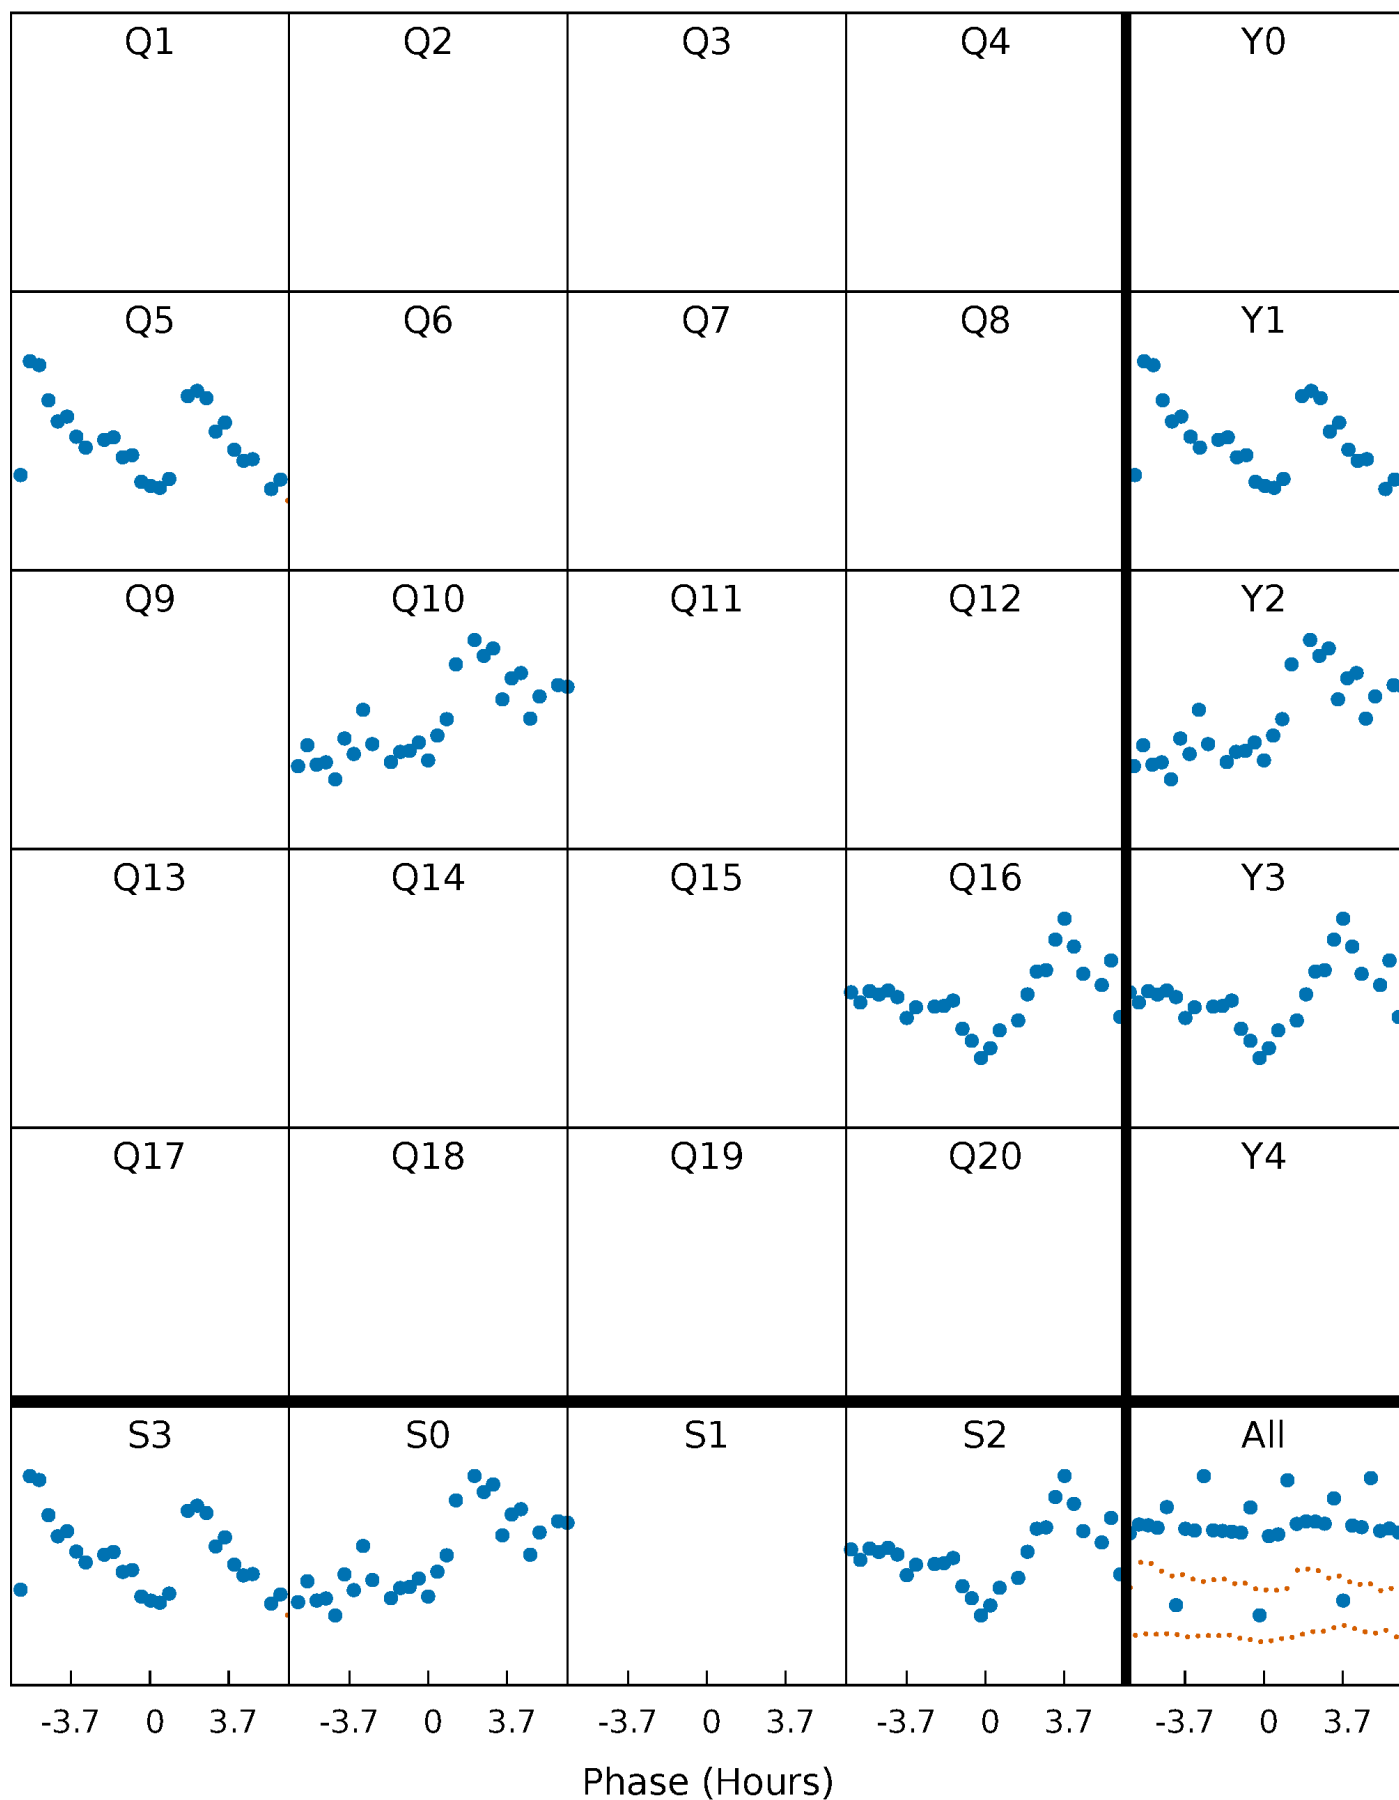 Q1 Q2 Q3 Q4 Y0
Q5 Q6 Q7 Q8 Y1
Q9 Q10 Q11 Q12 Y2
Q13 Q14 Q15 Q16 Y3
Q17 Q18 Q19 Q20 Y4
S3 S0 S1 S2 All
-3.7 0 3.7 -3.7 0 3.7 -3.7 0 3.7 -3.7 0 3.7 -3.7 0 3.7
Phase (Hours)